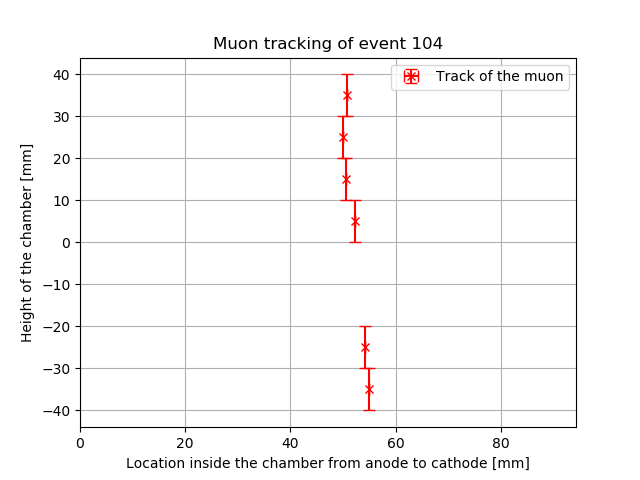 Muon tracking of event 104
Track of the muon
Height of the chamber [mm]
40
30
20
10
0
−10
−20
−30
−40
0 20 40 60 80
Location inside the chamber from anode to cathode [mm]